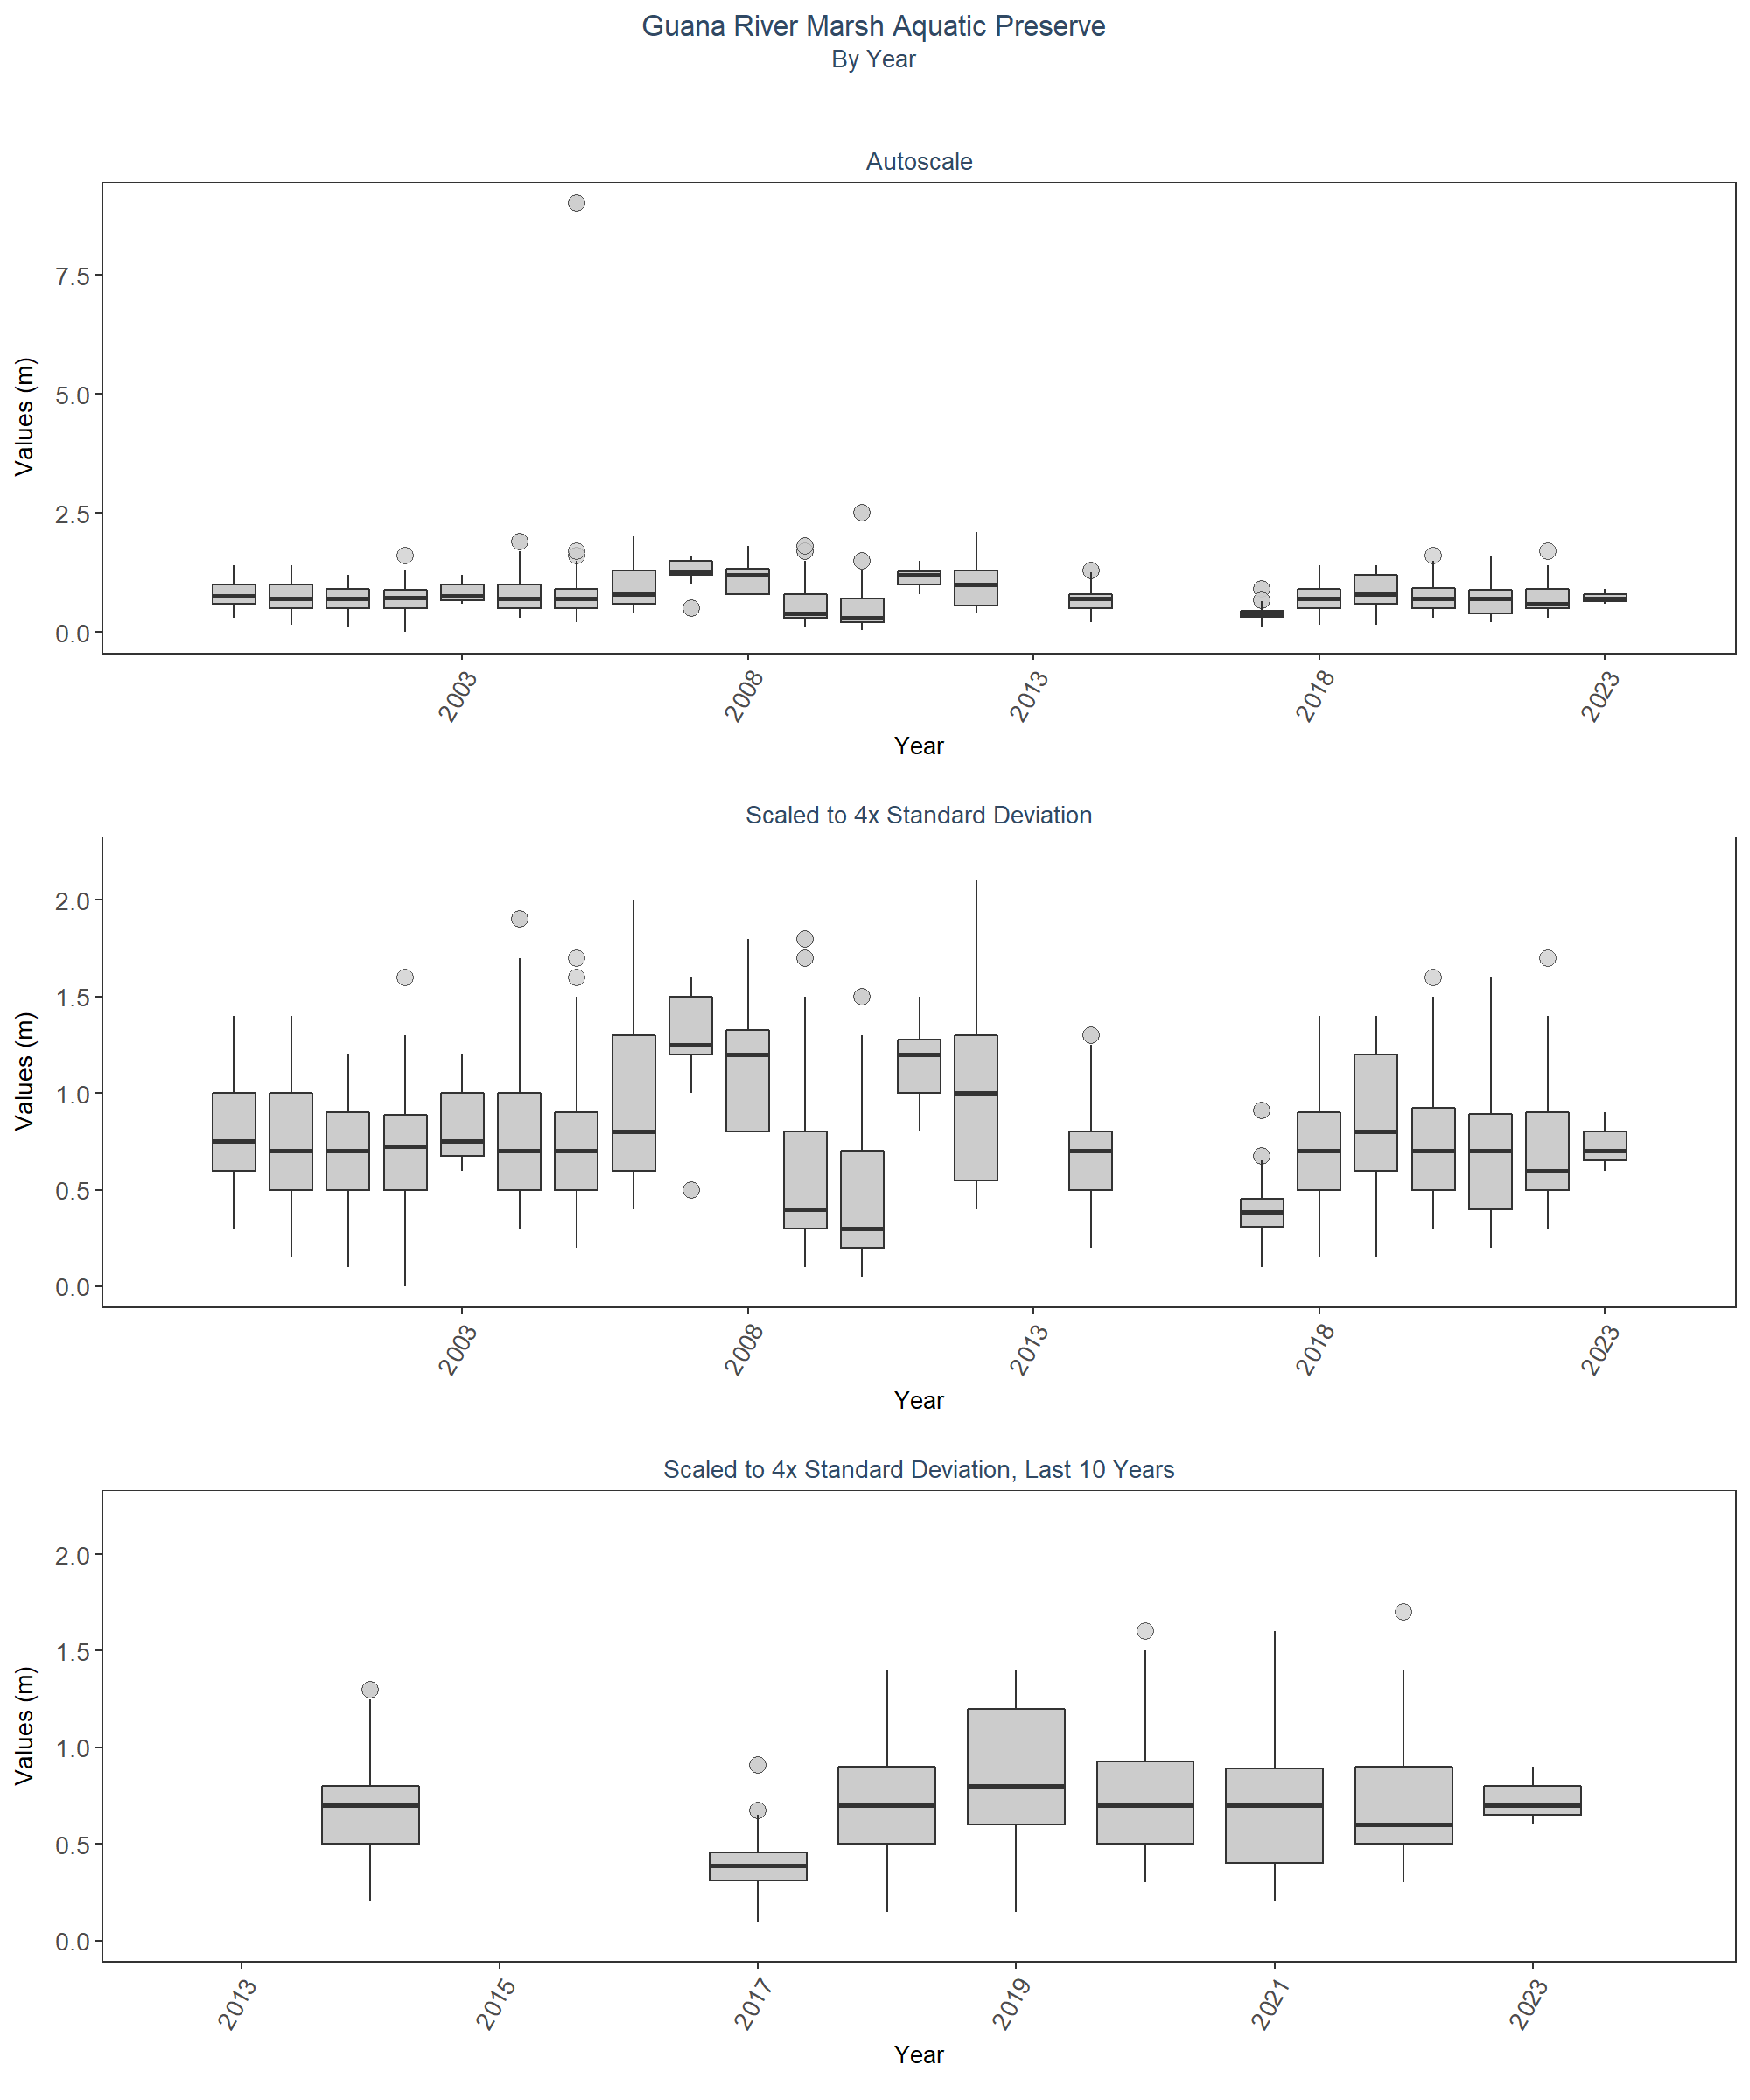 Guana River Marsh Aquatic Preserve
By Year
Autoscale
7.5
5.0
2.5
0.0
Values (m)
2003
2008
2013
2018
2023
Year
Scaled to 4x Standard Deviation
2.0
1.5
1.0
0.5
0.0
Values (m)
2003
2008
2013
2018
2023
Year
Scaled to 4x Standard Deviation, Last 10 Years
2.0
1.5
1.0
0.5
0.0
Values (m)
2013
2015
2017
2019
2021
2023
Year